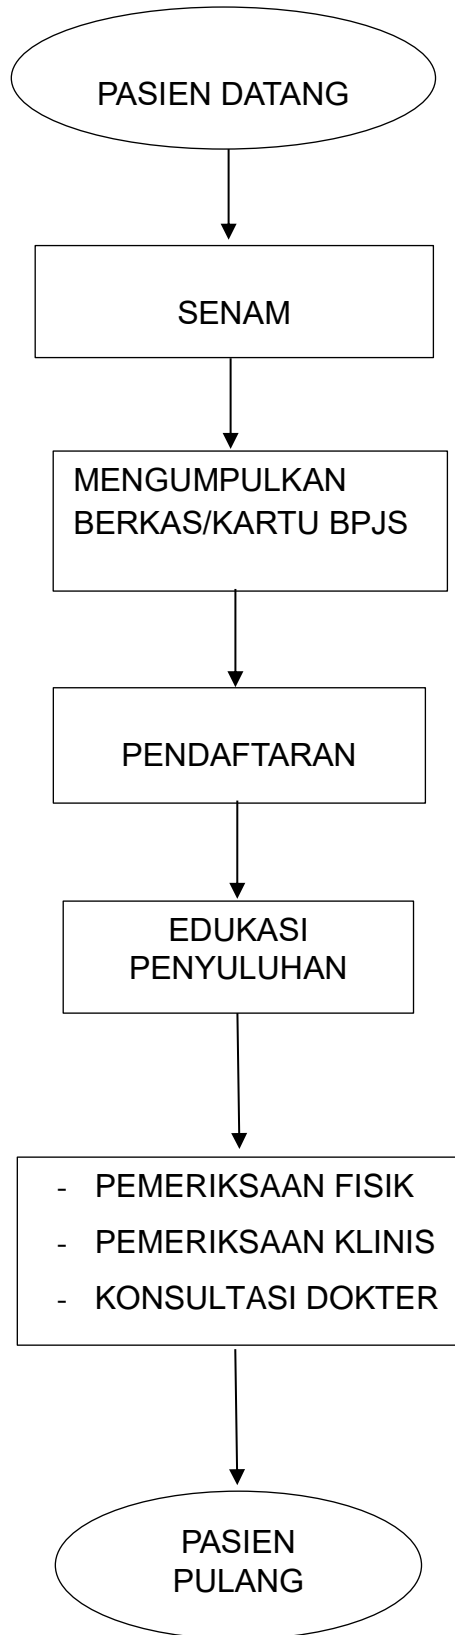 PASIEN DATANG
SENAM
MENGUMPULKAN
BERKAS/KARTU BPJS
PENDAFTARAN
EDUKASI
PENYULUHAN
- PEMERIKSAAN FISIK
- PEMERIKSAAN KLINIS
- KONSULTASI DOKTER
PASIEN
PULANG